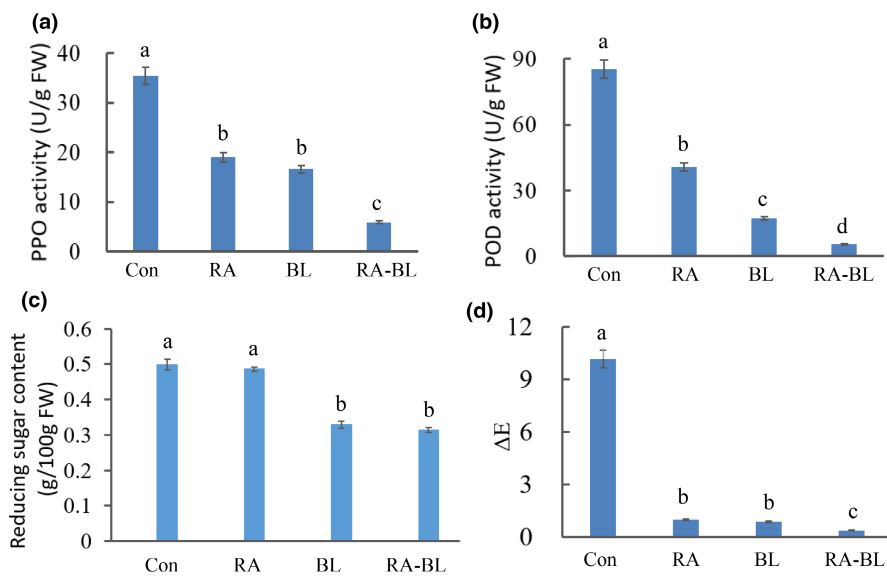 (a)
PPO activity (U/g FW)
40
30
20
10
0
a
b
b
c
Con RA BL RA-BL
(b)
POD activity (U/g FW)
90
60
30
0
a
b
c
d
Con RA BL RA-BL
(c)
Reducing sugar content
(g/100g FW)
0.6
0.5
0.4
0.3
0.2
0.1
0
a
a
b
b
Con RA BL RA-BL
(d)
ΔE
12
9
6
3
0
a
b
b
c
Con RA BL RA-BL